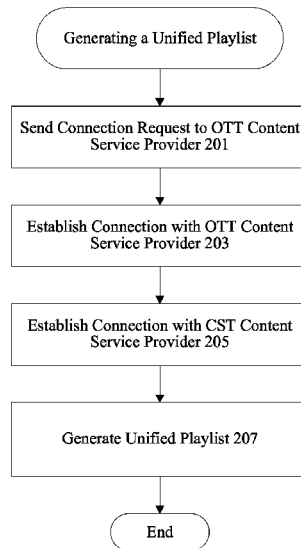 Generating a Unified Playlist
Send Connection Request to OTT Content
Service Provider 201
Establish Connection with OTT Content
Service Provider 203
Establish Connection with CST Content
Service Provider 205
Generate Unified Playlist 207
End